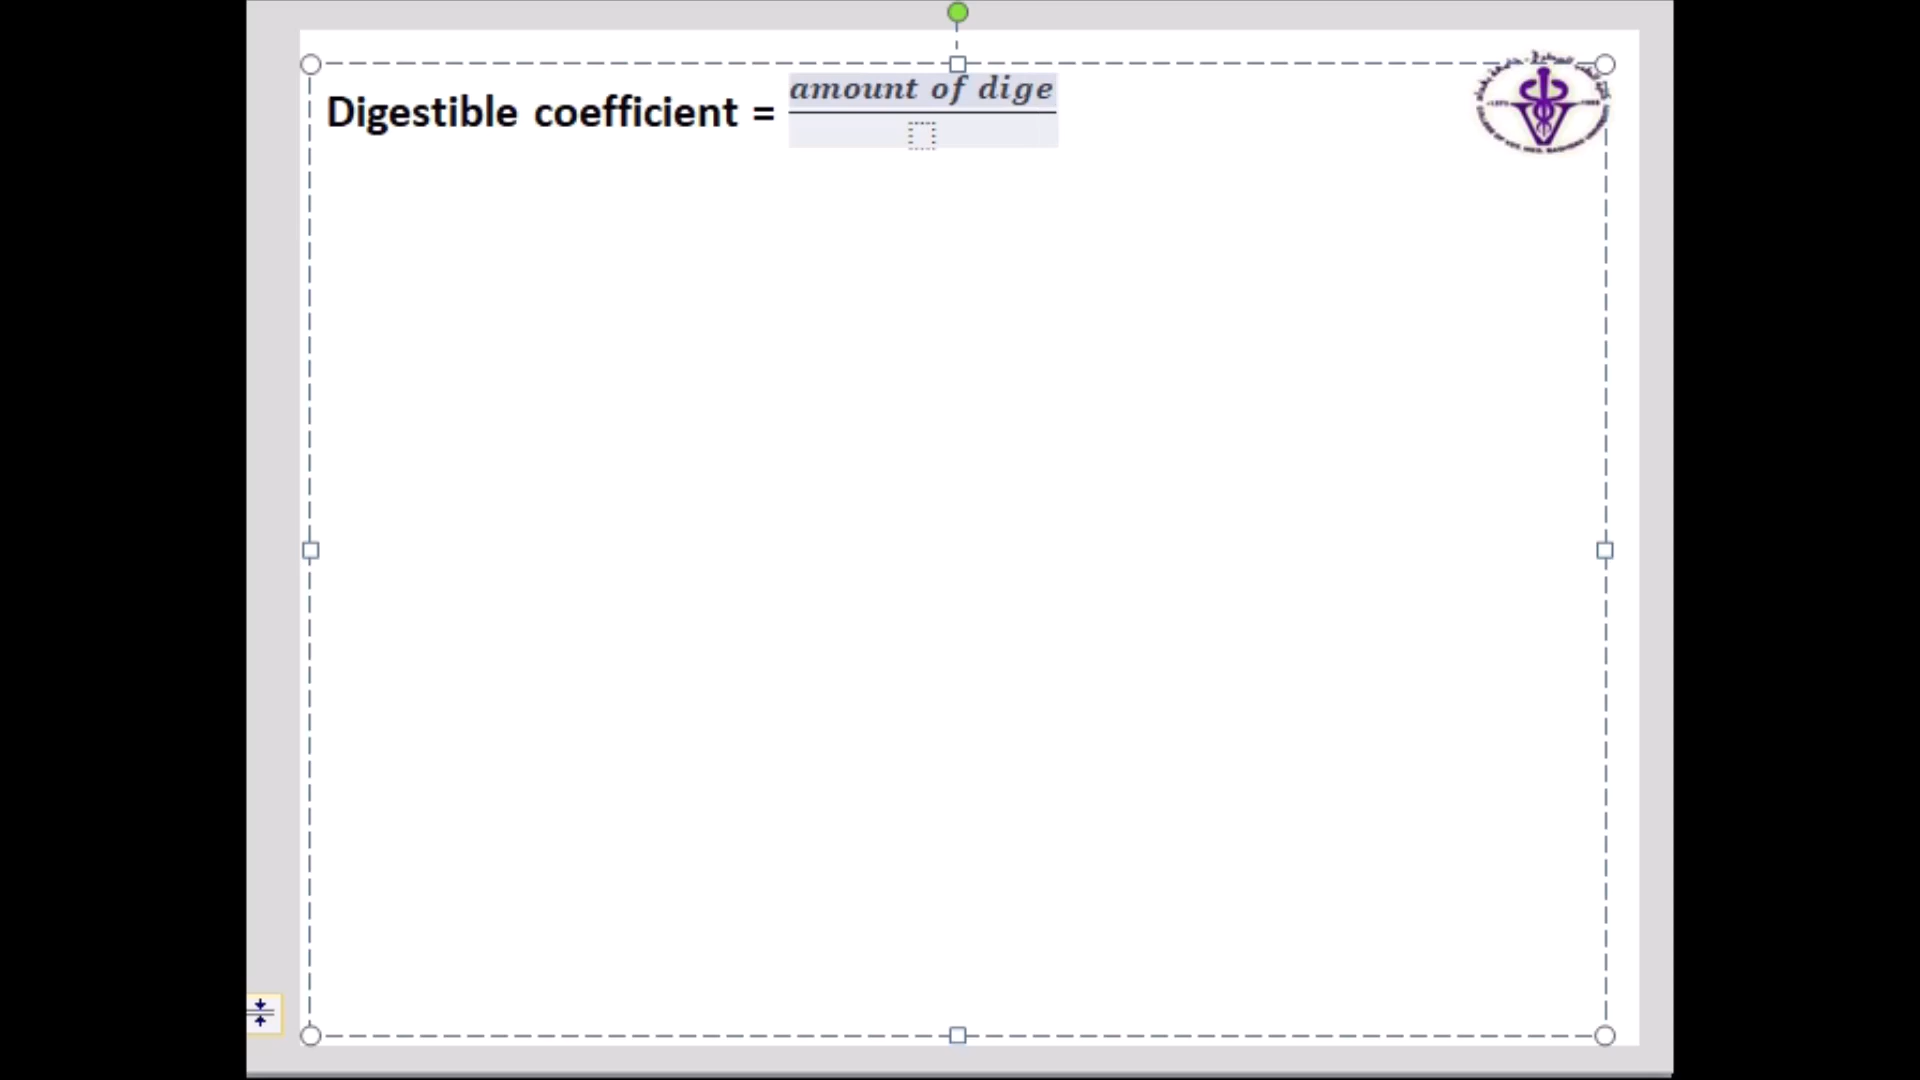 Digestible coefficient = amount of dige